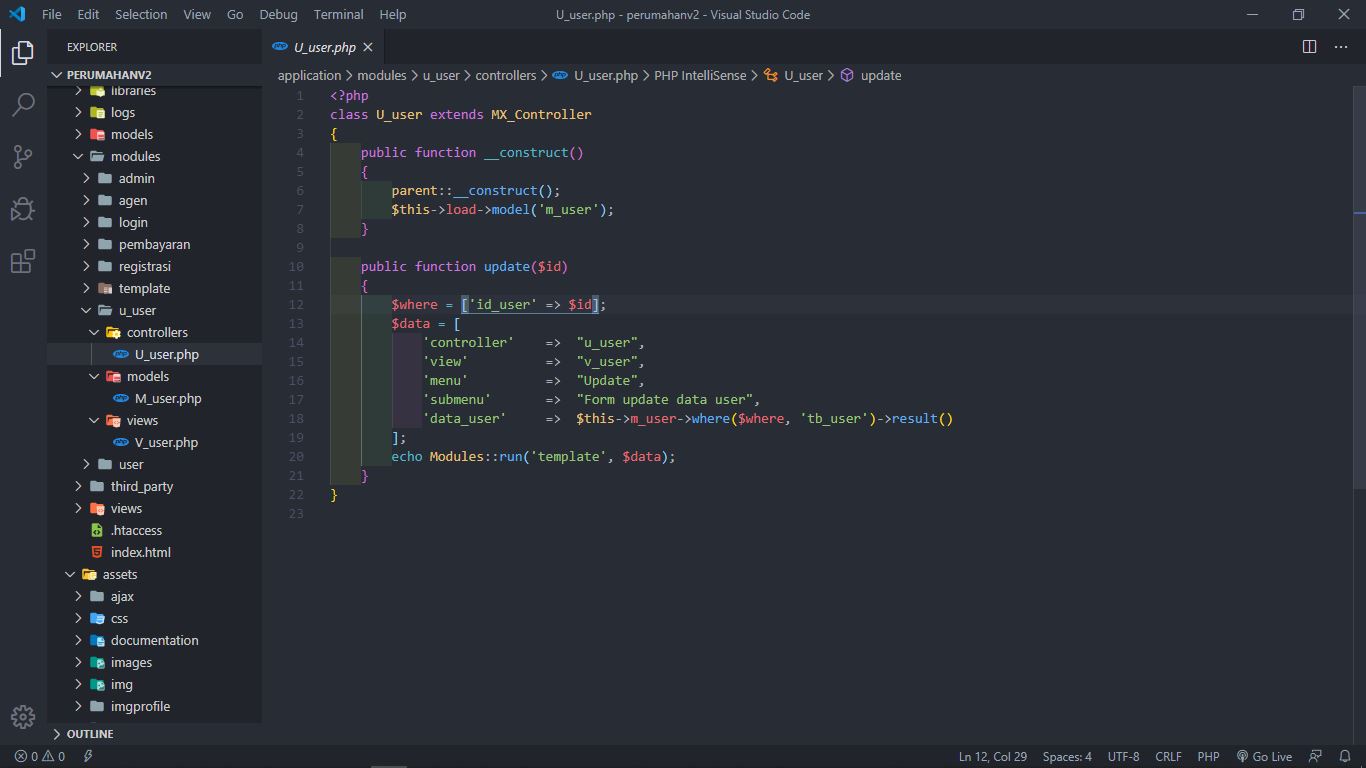 File Edit Selection View Go Debug Terminal Help U_user.php - perumahanv2 - Visual Studio Code
EXPLORER
PERUMAHANV2
libraries
logs
models
modules
admin
agen
login
pembayaran
registrasi
template
u_user
controllers
U_user.php
models
M_user.php
views
V_user.php
user
third_party
views
.htaccess
index.html
assets
ajax
css
documentation
images
img
imgprofile
OUTLINE
U_user.php
application > modules > u_user > controllers > U_user.php > PHP IntelliSense > U_user > update
1 <?php
2 class U_user extends MX_Controller
3 {
4 public function __construct()
5 {
6 parent::__construct();
7 $this->load->model('m_user');
8 }
9
10 public function update($id)
11 {
12 $where = ['id_user' => $id];
13 $data = [
14 'controller' => "u_user",
15 'view' => "v_user",
16 'menu' => "Update",
17 'submenu' => "Form update data user",
18 'data_user' => $this->m_user->where($where, 'tb_user')->result()
19 ];
20 echo Modules::run('template', $data);
21 }
22 }
23
0 0 Ln 12, Col 29 Spaces: 4 UTF-8 CRLF PHP Go Live